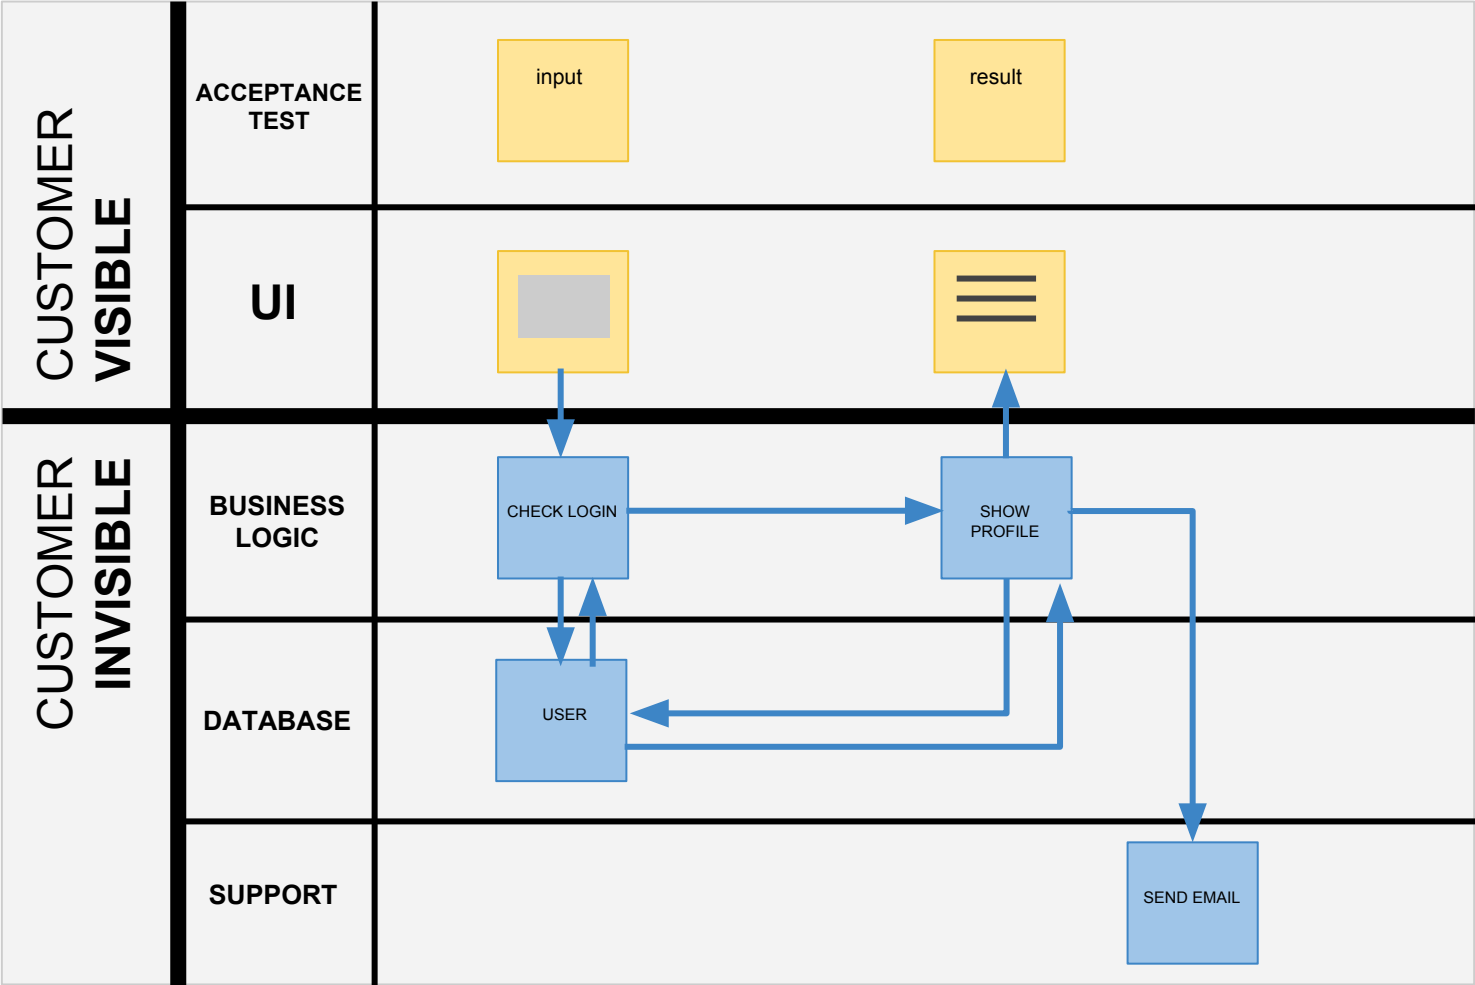 CUSTOMER
VISIBLE
ACCEPTANCE
TEST
input
result
UI
CUSTOMER
INVISIBLE
BUSINESS
LOGIC
CHECK LOGIN
SHOW
PROFILE
DATABASE
USER
SUPPORT
SEND EMAIL